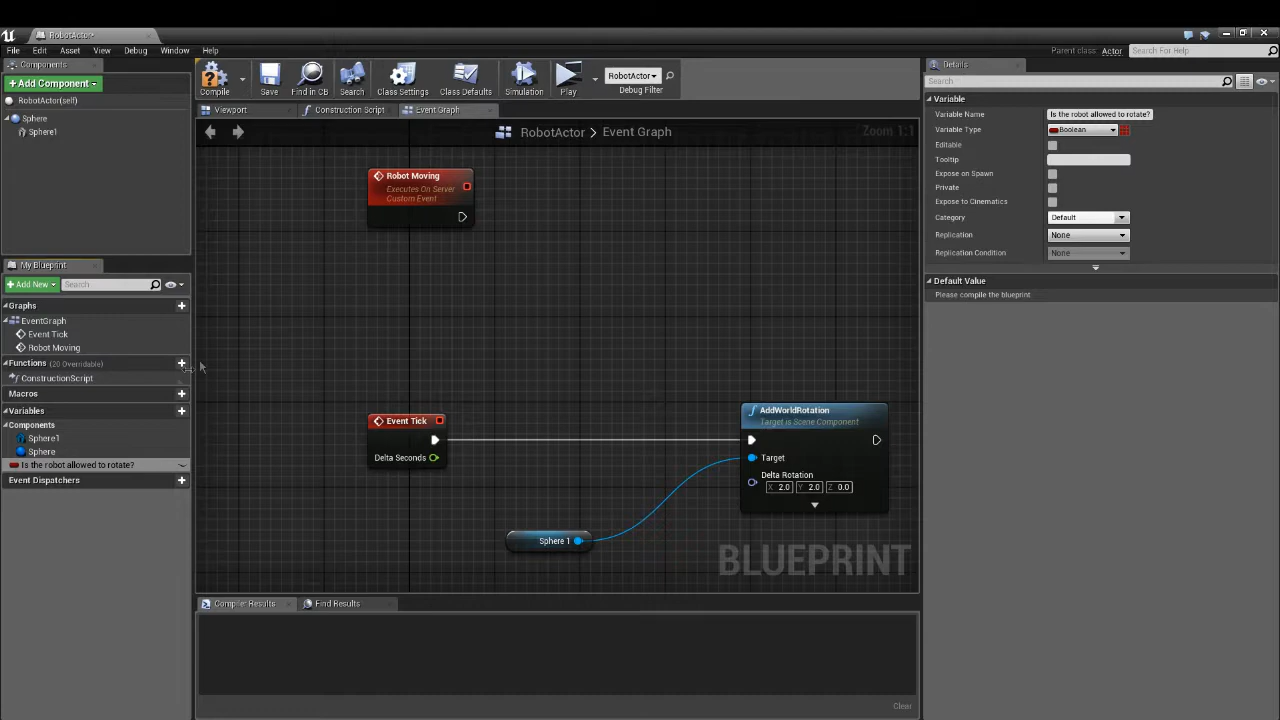 RobotActor*
File Edit Asset View Debug Window Help
Parent class: Actor
Search For Help
Components
+Add Component
RobotActor(self)
Sphere
Sphere1
Compile
Save
Find in CB
Search
Class Settings
Class Defaults
Simulation
Play
RobotActor
Debug Filter
Viewport
Construction Script
Event Graph
RobotActor > Event Graph
Zoom 1:1
Robot Moving
Executes On Server
Custom Event
My Blueprint
+Add New
Search
Graphs
EventGraph
Event Tick
Robot Moving
Functions (20 Overridable)
ConstructionScript
Macros
Variables
Components
Sphere1
Sphere
Is the robot allowed to rotate?
Event Dispatchers
Event Tick
Delta Seconds
AddWorldRotation
Target is Scene Component
Target
Delta Rotation
X 2.0 Y 2.0 Z 0.0
Sphere 1
BLUEPRINT
Compiler Results
Find Results
Clear
Details
Search
Variable
Variable Name Is the robot allowed to rotate?
Variable Type Boolean
Editable
Tooltip
Expose on Spawn
Private
Expose to Cinematics
Category Default
Replication None
Replication Condition None
Default Value
Please compile the blueprint